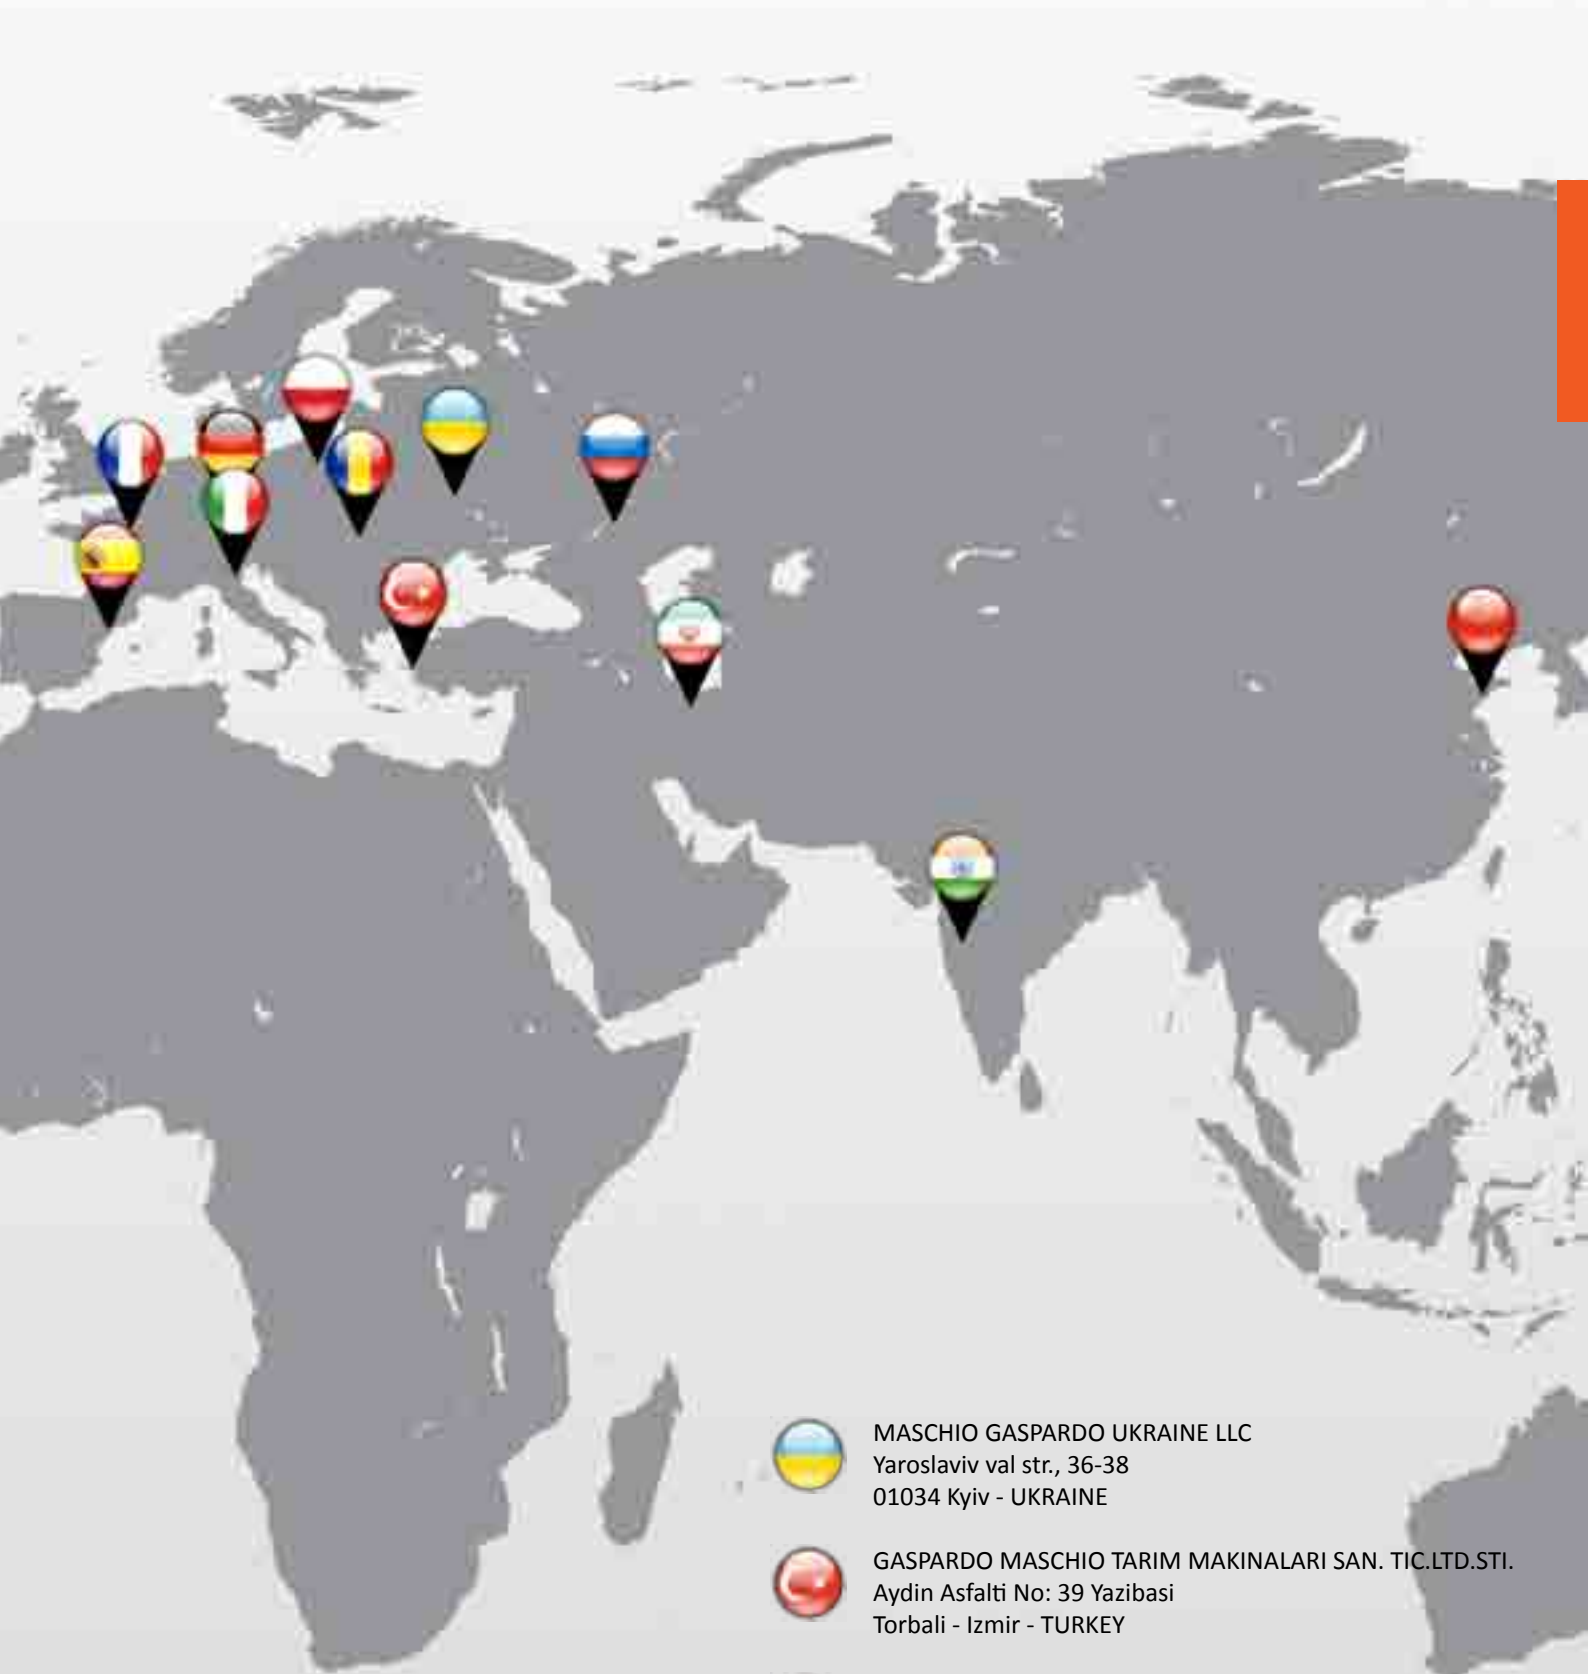 MASCHIO GASPARDO UKRAINE LLC
Yaroslaviv val str., 36-38
01034 Kyiv - UKRAINE
GASPARDO MASCHIO TARIM MAKINALARI SAN. TIC.LTD.STI.
Aydin Asfalti No: 39 Yazibasi
Torbali - Izmir - TURKEY